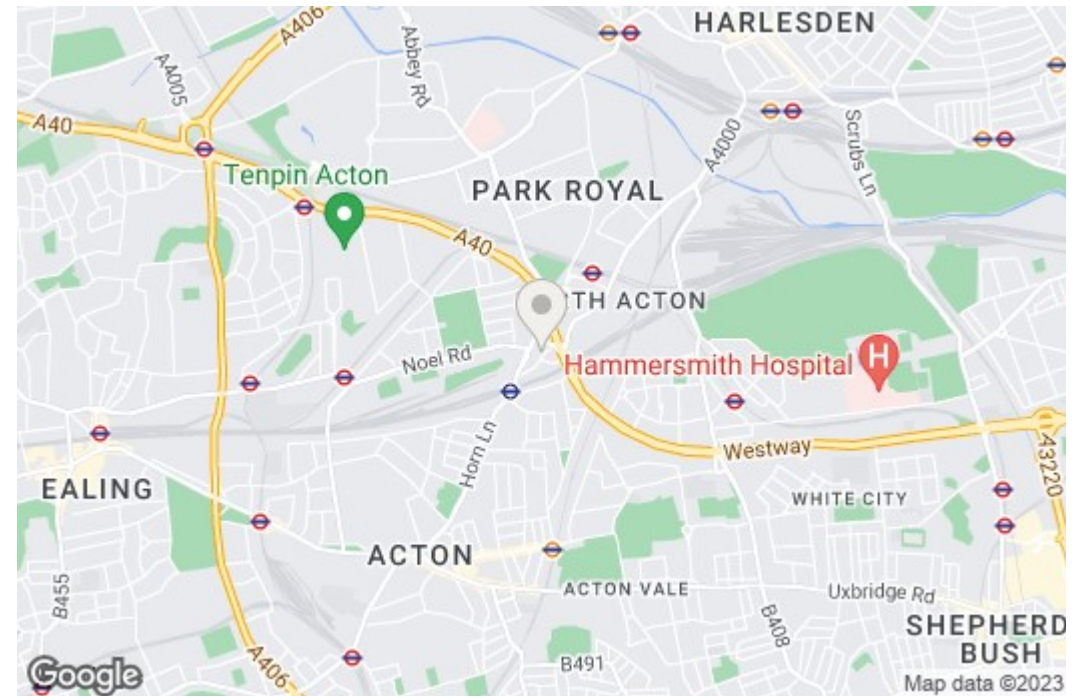 HARLESDEN
A406
Abbey Rd
A4005
A40
A4000
Scrubs Ln
Tenpin Acton
PARK ROYAL
A40
TH ACTON
Noel Rd
Hammersmith Hospital
H
Horn Ln
Westway
A3220
EALING
WHITE CITY
ACTON
ACTON VALE
Uxbridge Rd
B455
B408
SHEPHERD
BUSH
A406
B491
Google
Map data ©2023